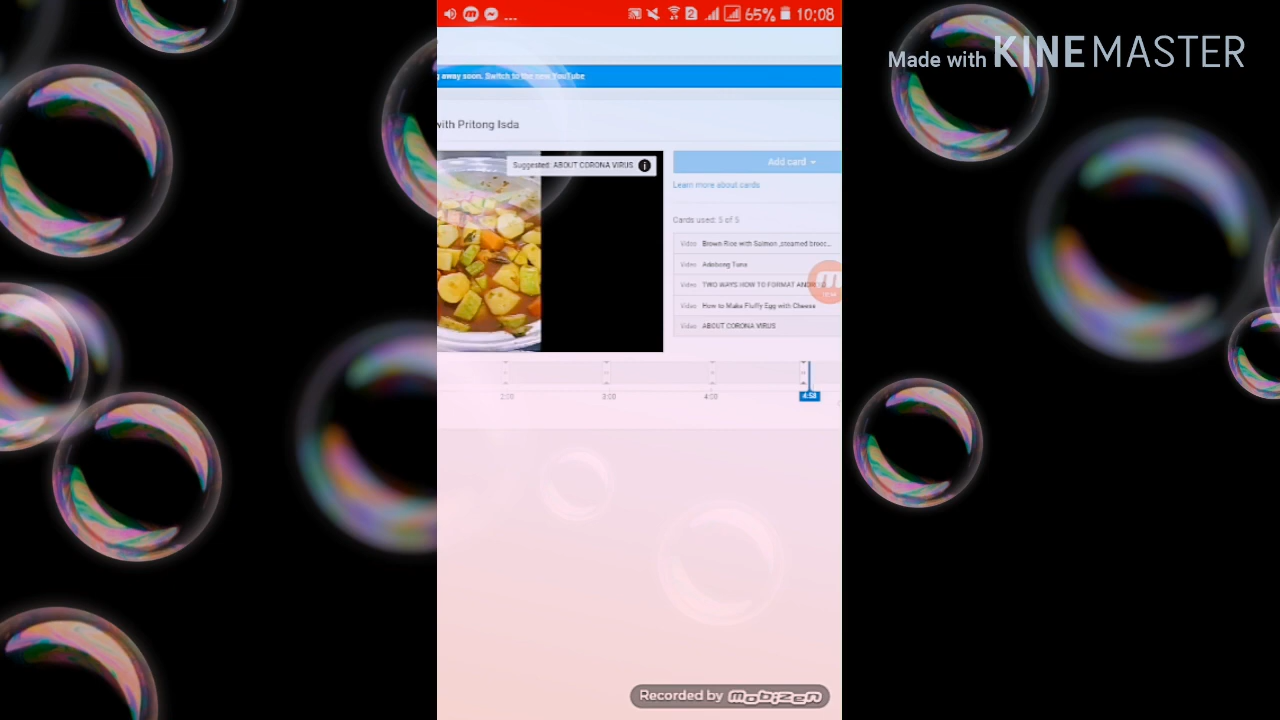 Made with KINEMASTER
... 2 65% 10:08
g away soon. Switch to the new YouTube
with Pritong Isda
Suggested: ABOUT CORONA VIRUS
Add card
Learn more about cards
Cards used: 5 of 5
Video Brown Rice with Salmon ,steamed brocc...
Video Adobong Tuna
Video TWO WAYS HOW TO FORMAT
Video How to Make Fluffy Egg with Cheese
Video ABOUT CORONA VIRUS
2:00 3:00 4:00 4:58
Recorded by mobizen